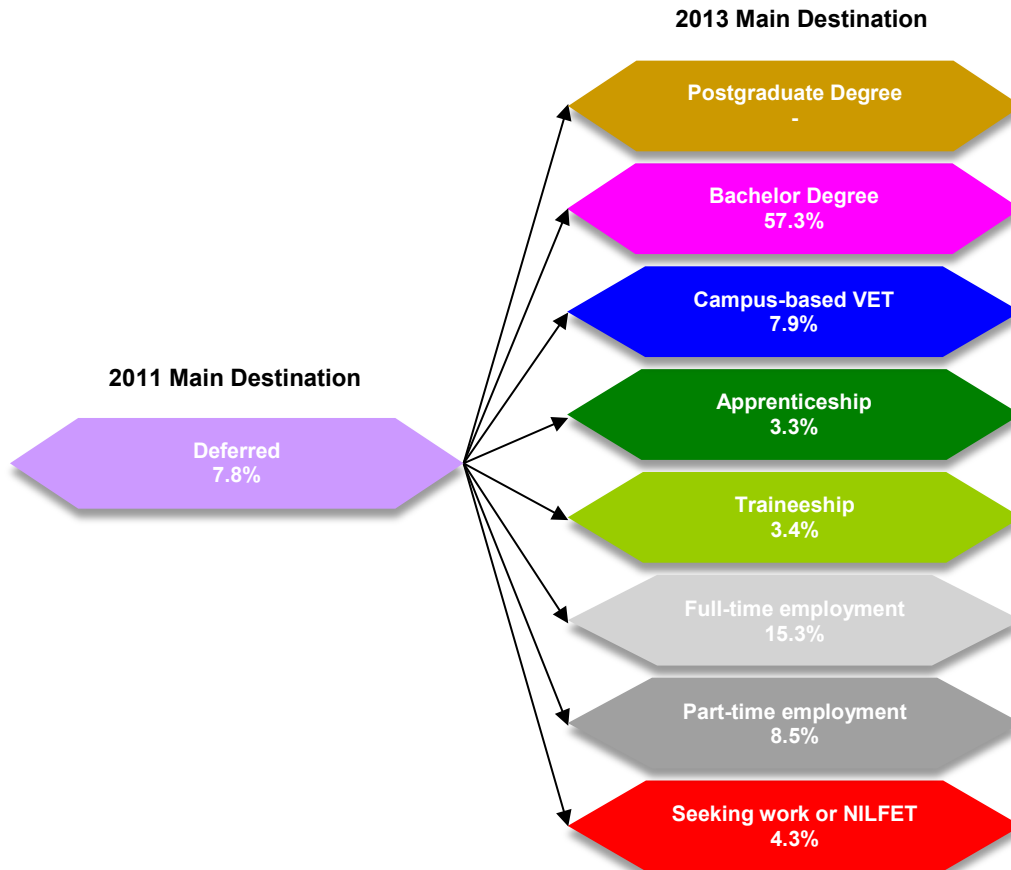 2013 Main Destination
Postgraduate Degree
-
Bachelor Degree
57.3%
Campus-based VET
7.9%
2011 Main Destination
Apprenticeship
3.3%
Deferred
7.8%
Traineeship
3.4%
Full-time employment
15.3%
Part-time employment
8.5%
Seeking work or NILFET
4.3%